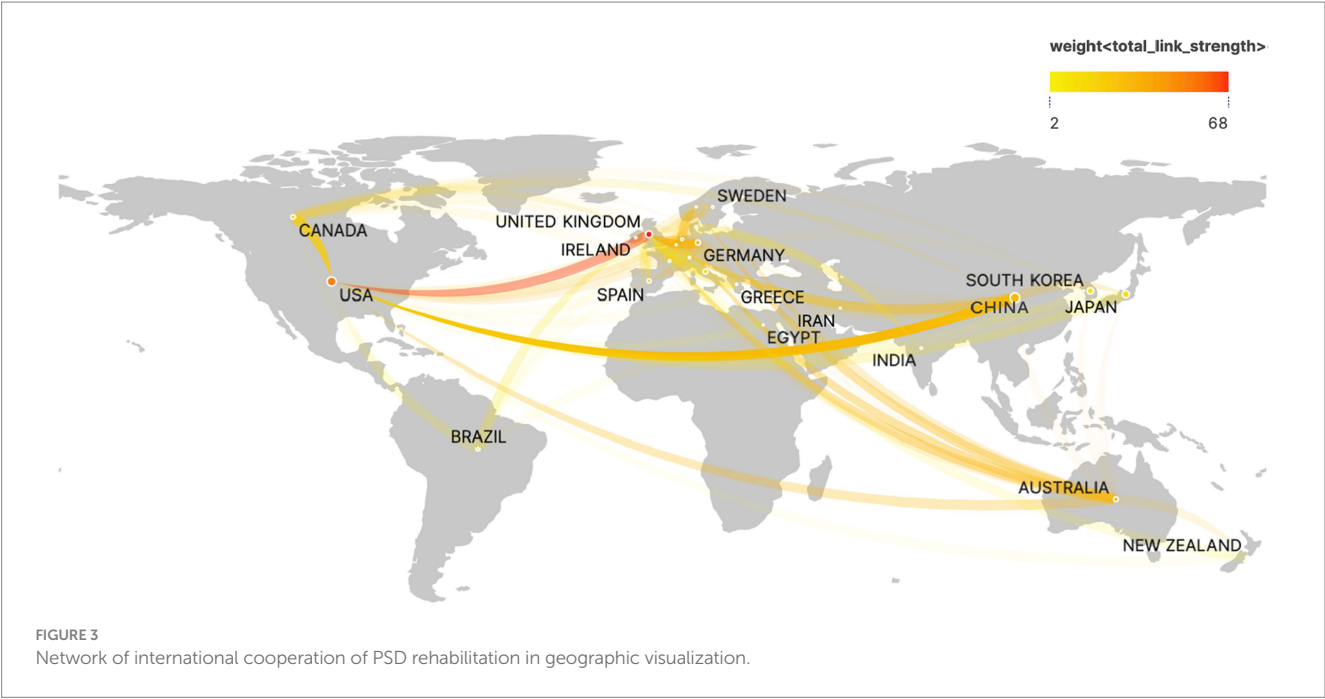 weight<total_link_strength>
2 68
SWEDEN
UNITED KINGDOM
CANADA
IRELAND
GERMANY
SOUTH KOREA
USA
SPAIN
GREECE
CHINA
JAPAN
IRAN
EGYPT
INDIA
BRAZIL
AUSTRALIA
NEW ZEALAND
FIGURE 3
Network of international cooperation of PSD rehabilitation in geographic visualization.